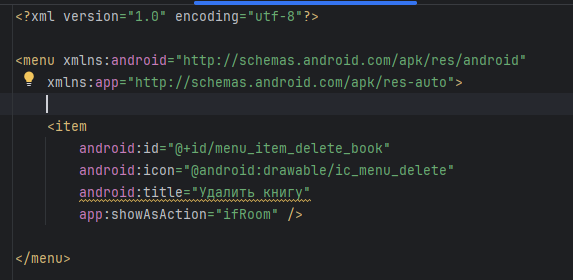 <?xml version="1.0" encoding="utf-8"?>
<menu xmlns:android="http://schemas.android.com/apk/res/android"
xmlns:app="http://schemas.android.com/apk/res-auto">
<item
android:id="@+id/menu_item_delete_book"
android:icon="@android:drawable/ic_menu_delete"
android:title="Удалить книгу"
app:showAsAction="ifRoom" />
</menu>